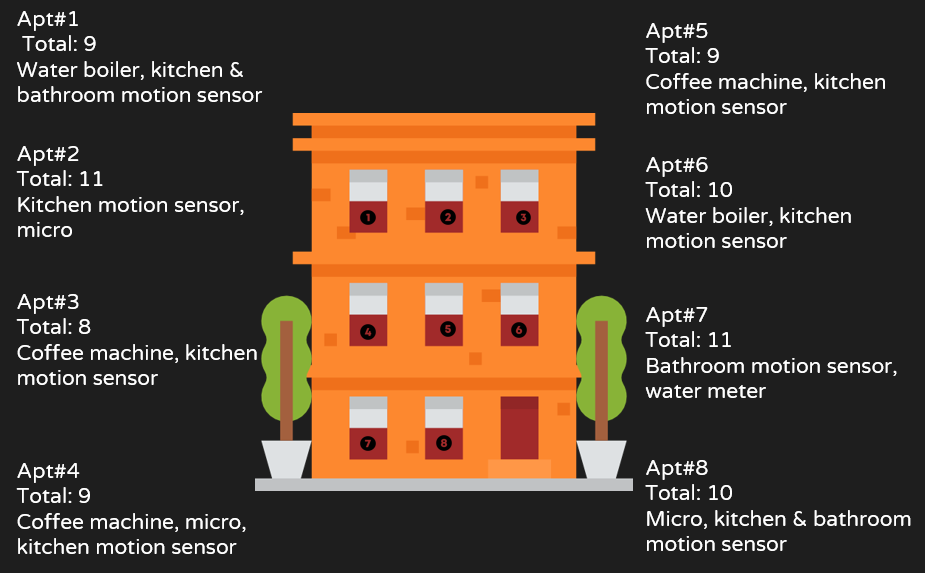 Apt#1
Total: 9
Water boiler, kitchen &
bathroom motion sensor
Apt#2
Total: 11
Kitchen motion sensor,
micro
Apt#3
Total: 8
Coffee machine, kitchen
motion sensor
Apt#4
Total: 9
Coffee machine, micro,
kitchen motion sensor
1
2
3
4
5
6
7
8
Apt#5
Total: 9
Coffee machine, kitchen
motion sensor
Apt#6
Total: 10
Water boiler, kitchen
motion sensor
Apt#7
Total: 11
Bathroom motion sensor,
water meter
Apt#8
Total: 10
Micro, kitchen & bathroom
motion sensor